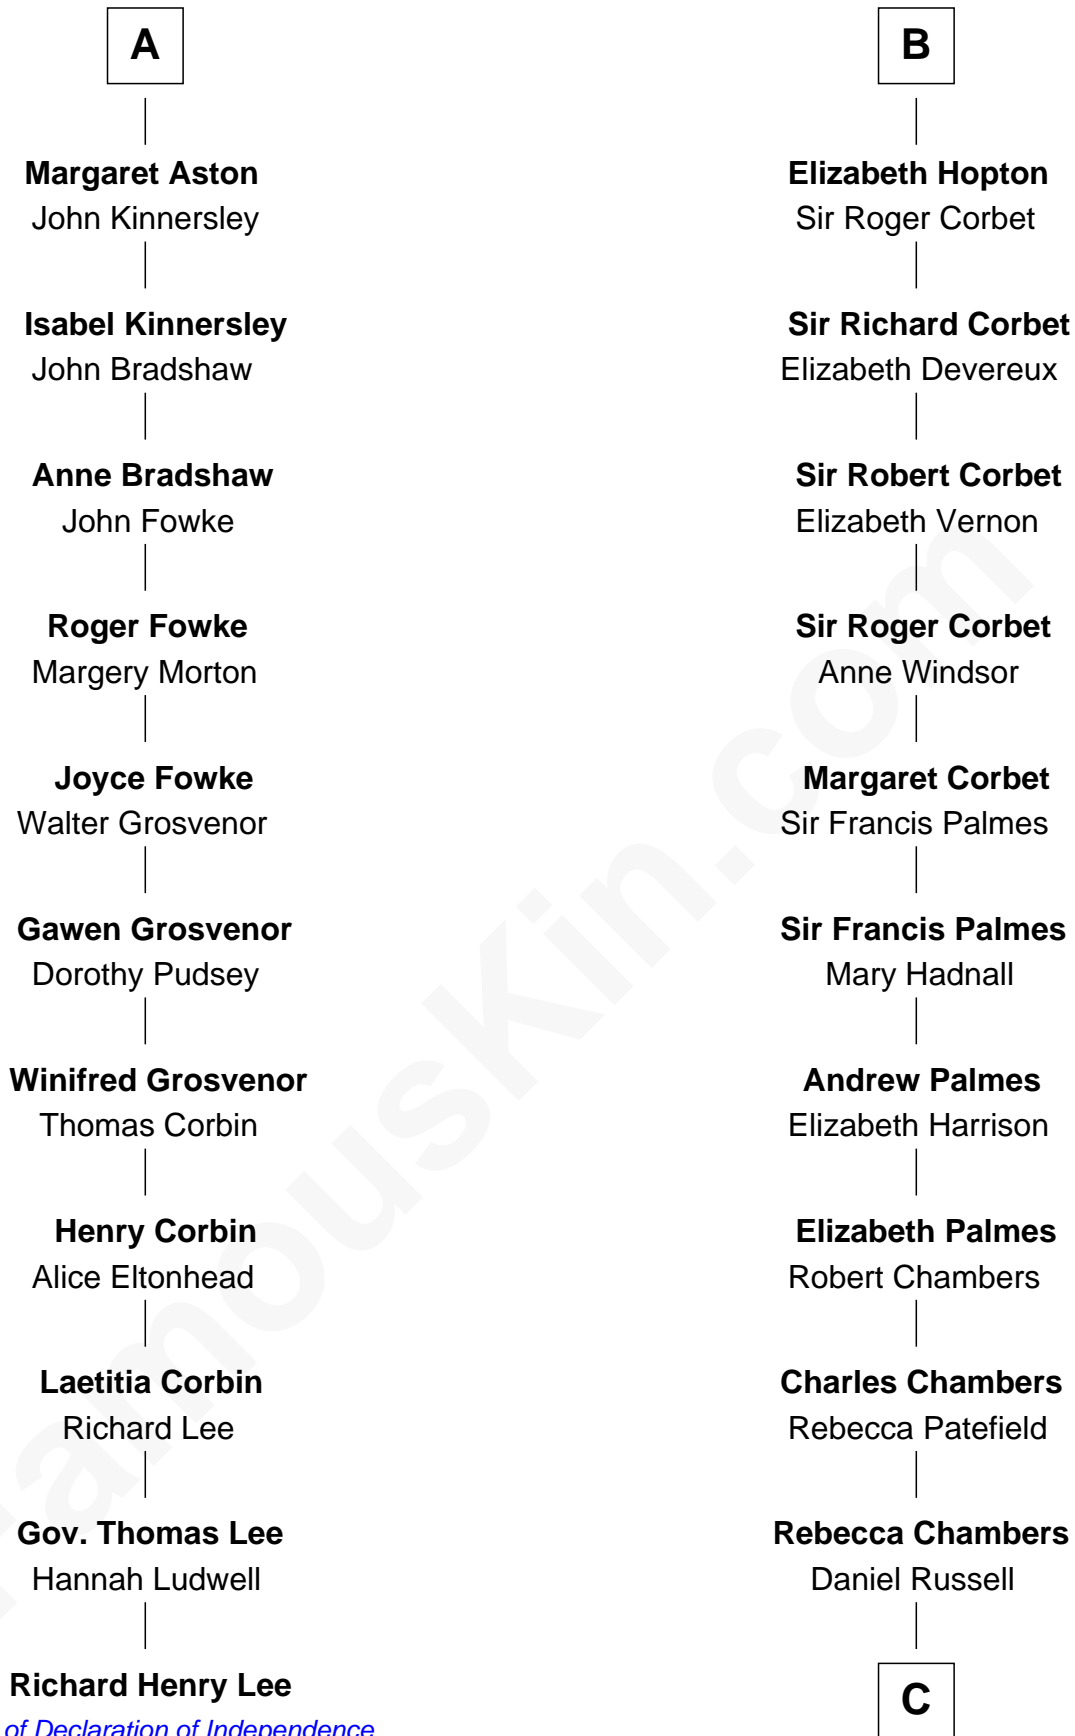 A
Margaret Aston
John Kinnersley
Isabel Kinnersley
John Bradshaw
Anne Bradshaw
John Fowke
Roger Fowke
Margery Morton
Joyce Fowke
Walter Grosvenor
Gawen Grosvenor
Dorothy Pudsey
Winifred Grosvenor
Thomas Corbin
Henry Corbin
Alice Eltonhead
Laetitia Corbin
Richard Lee
Gov. Thomas Lee
Hannah Ludwell
Richard Henry Lee
of Declaration of Independence
B
Elizabeth Hopton
Sir Roger Corbet
Sir Richard Corbet
Elizabeth Devereux
Sir Robert Corbet
Elizabeth Vernon
Sir Roger Corbet
Anne Windsor
Margaret Corbet
Sir Francis Palmes
Sir Francis Palmes
Mary Hadnall
Andrew Palmes
Elizabeth Harrison
Elizabeth Palmes
Robert Chambers
Charles Chambers
Rebecca Patefield
Rebecca Chambers
Daniel Russell
C
FamousKin.com